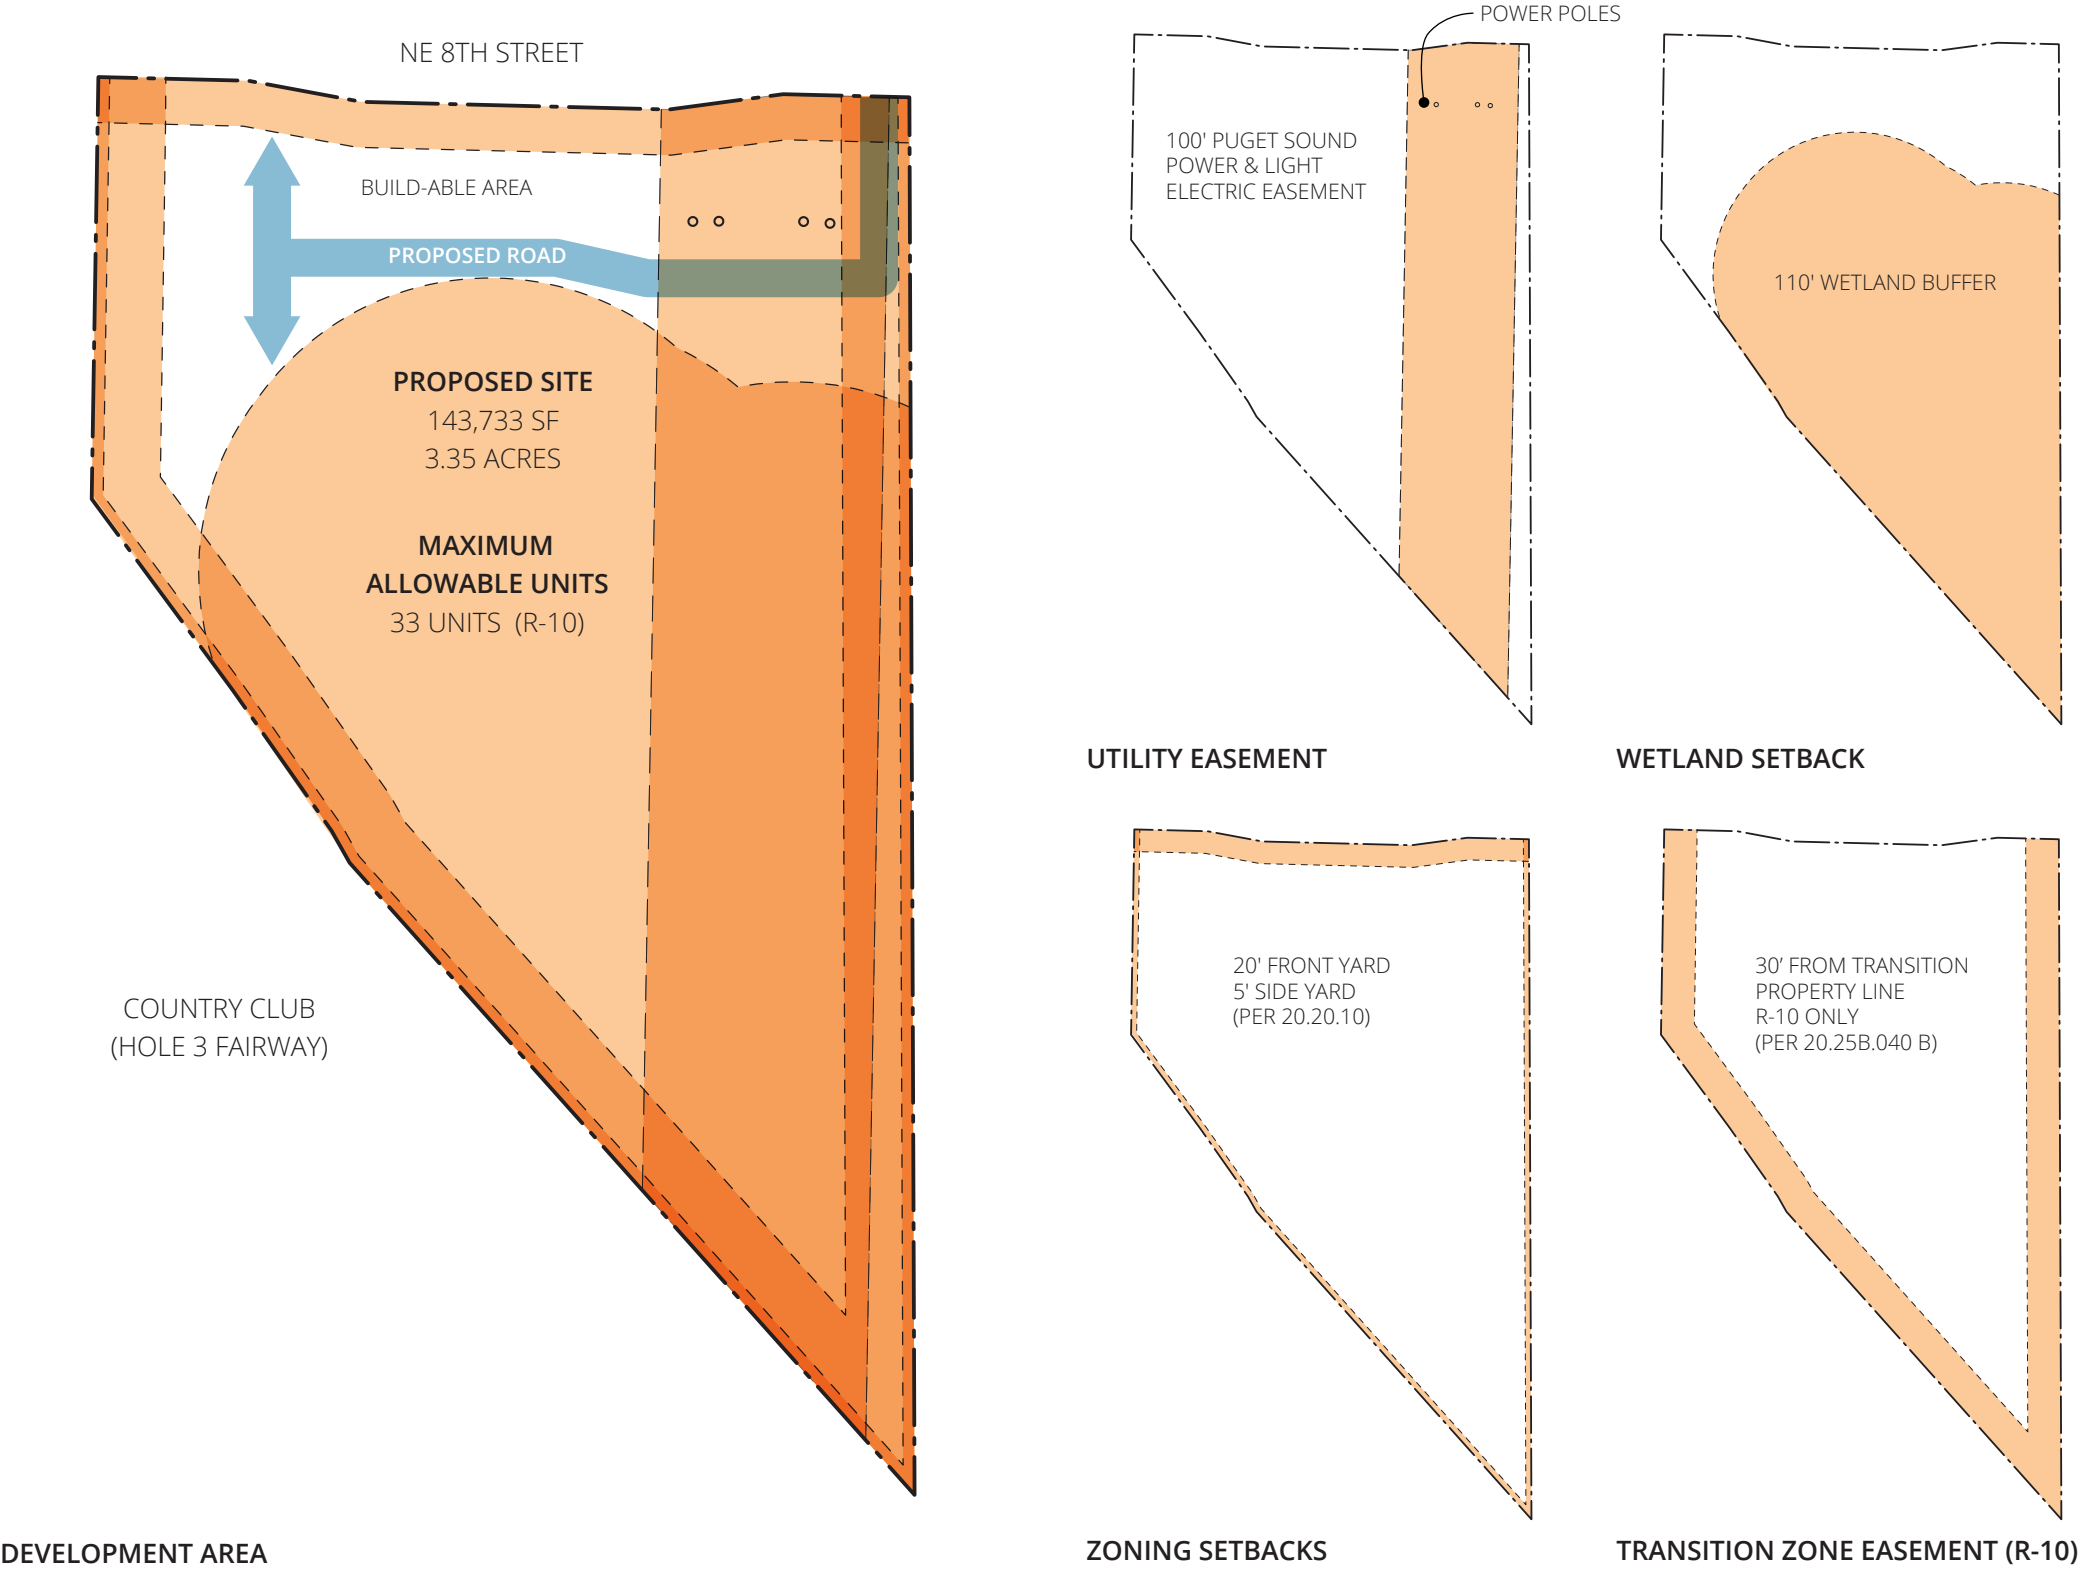 NE 8TH STREET
BUILD-ABLE AREA
PROPOSED ROAD
PROPOSED SITE
143,733 SF
3.35 ACRES
MAXIMUM
ALLOWABLE UNITS
33 UNITS (R-10)
COUNTRY CLUB
(HOLE 3 FAIRWAY)
DEVELOPMENT AREA
POWER POLES
100' PUGET SOUND
POWER & LIGHT
ELECTRIC EASEMENT
UTILITY EASEMENT
110' WETLAND BUFFER
WETLAND SETBACK
20' FRONT YARD
5' SIDE YARD
(PER 20.20.10)
ZONING SETBACKS
30’ FROM TRANSITION
PROPERTY LINE
R-10 ONLY
(PER 20.25B.040 B)
TRANSITION ZONE EASEMENT (R-10)